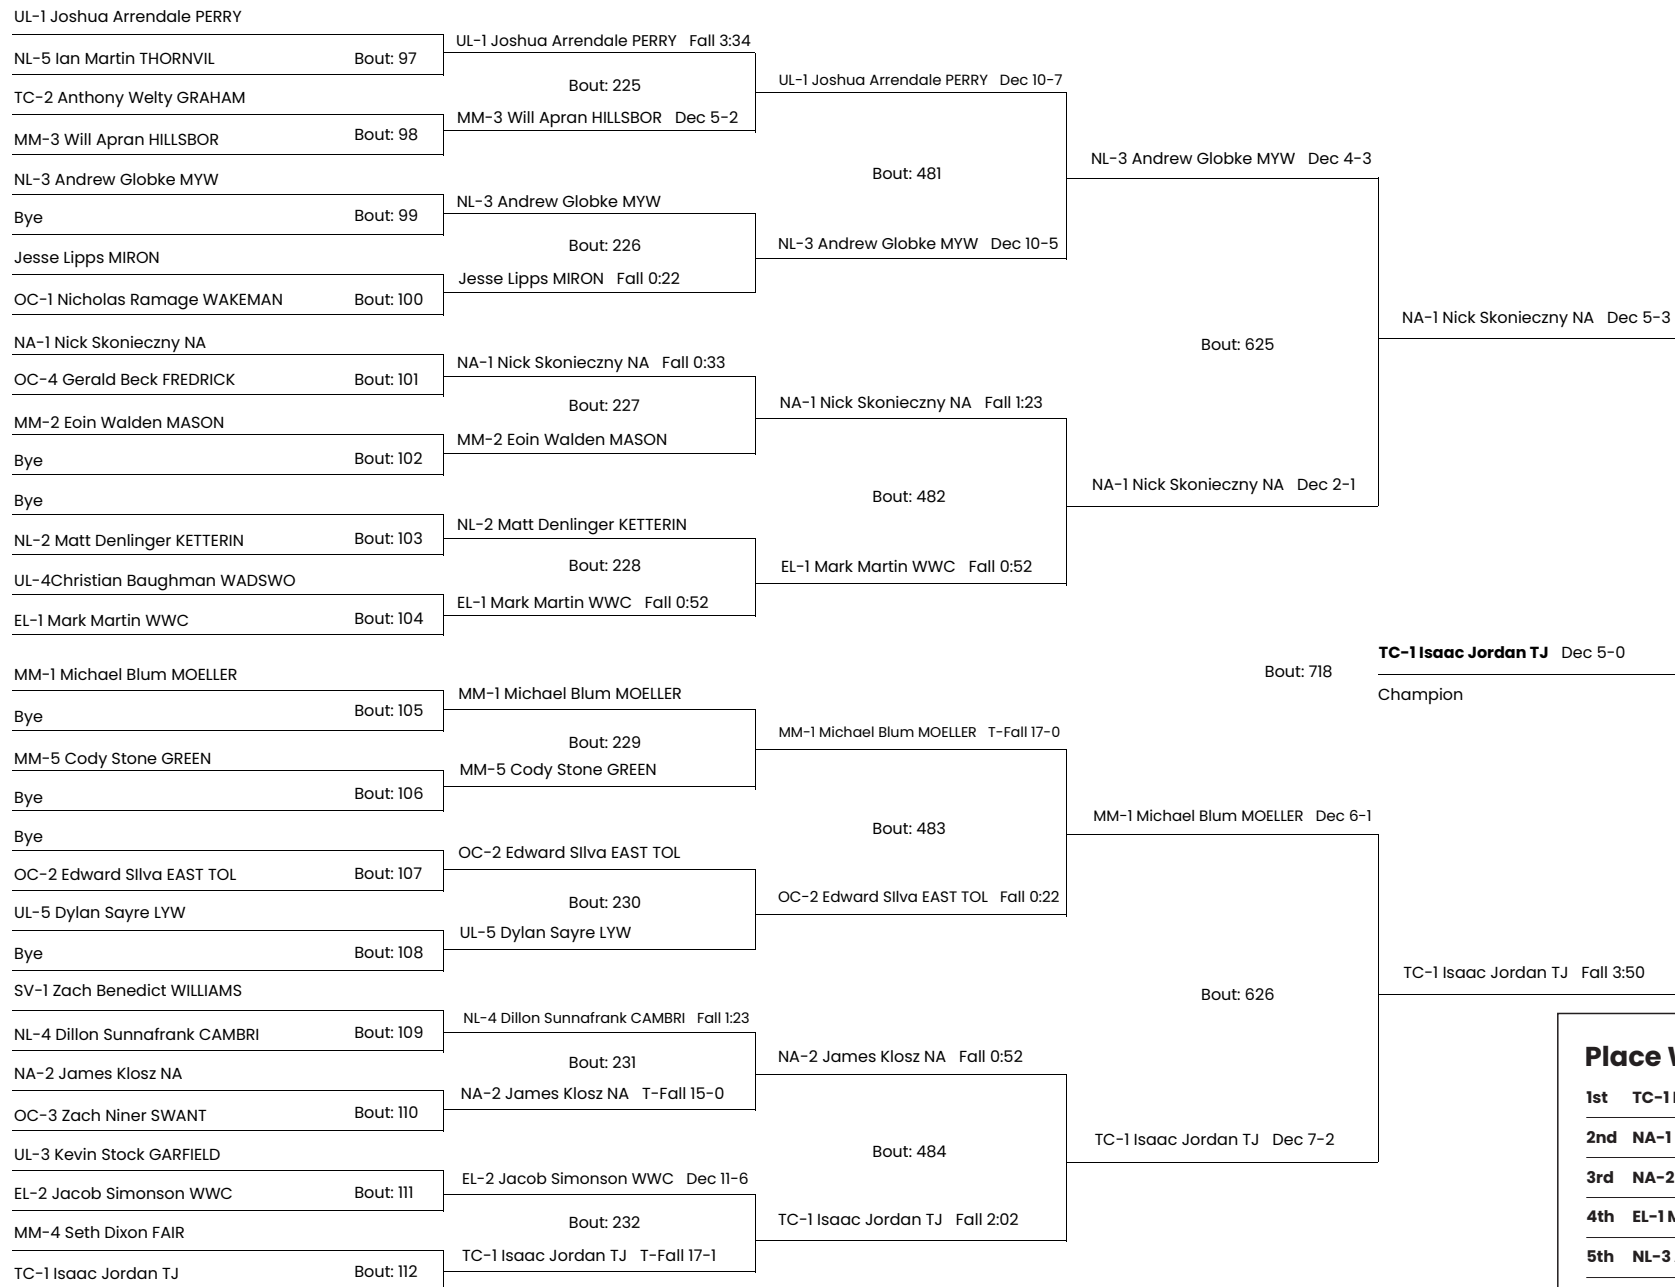 UL-1 Joshua Arrendale PERRY
NL-5 Ian Martin THORNVIL
Bout: 97
TC-2 Anthony Welty GRAHAM
MM-3 Will Apran HILLSBOR
Bout: 98
NL-3 Andrew Globke MYW
Bye
Bout: 99
Jesse Lipps MIRON
OC-1 Nicholas Ramage WAKEMAN
Bout: 100
NA-1 Nick Skonieczny NA
OC-4 Gerald Beck FREDRICK
Bout: 101
MM-2 Eoin Walden MASON
Bye
Bout: 102
Bye
NL-2 Matt Denlinger KETTERIN
Bout: 103
UL-4Christian Baughman WADSWO
EL-1 Mark Martin WWC
Bout: 104
MM-1 Michael Blum MOELLER
Bye
Bout: 105
MM-5 Cody Stone GREEN
Bye
Bout: 106
Bye
OC-2 Edward SIlva EAST TOL
Bout: 107
UL-5 Dylan Sayre LYW
Bye
Bout: 108
SV-1 Zach Benedict WILLIAMS
NL-4 Dillon Sunnafrank CAMBRI
Bout: 109
NA-2 James Klosz NA
OC-3 Zach Niner SWANT
Bout: 110
UL-3 Kevin Stock GARFIELD
EL-2 Jacob Simonson WWC
Bout: 111
MM-4 Seth Dixon FAIR
TC-1 Isaac Jordan TJ
Bout: 112
UL-1 Joshua Arrendale PERRY Fall 3:34
Bout: 225
MM-3 Will Apran HILLSBOR Dec 5-2
NL-3 Andrew Globke MYW
Bout: 226
Jesse Lipps MIRON Fall 0:22
NA-1 Nick Skonieczny NA Fall 0:33
Bout: 227
MM-2 Eoin Walden MASON
NL-2 Matt Denlinger KETTERIN
Bout: 228
EL-1 Mark Martin WWC Fall 0:52
MM-1 Michael Blum MOELLER
Bout: 229
MM-5 Cody Stone GREEN
OC-2 Edward SIlva EAST TOL
Bout: 230
UL-5 Dylan Sayre LYW
NL-4 Dillon Sunnafrank CAMBRI Fall 1:23
Bout: 231
NA-2 James Klosz NA T-Fall 15-0
EL-2 Jacob Simonson WWC Dec 11-6
Bout: 232
TC-1 Isaac Jordan TJ T-Fall 17-1
UL-1 Joshua Arrendale PERRY Dec 10-7
Bout: 481
NL-3 Andrew Globke MYW Dec 10-5
NA-1 Nick Skonieczny NA Fall 1:23
Bout: 482
EL-1 Mark Martin WWC Fall 0:52
MM-1 Michael Blum MOELLER T-Fall 17-0
Bout: 483
OC-2 Edward SIlva EAST TOL Fall 0:22
NA-2 James Klosz NA Fall 0:52
Bout: 484
TC-1 Isaac Jordan TJ Fall 2:02
NL-3 Andrew Globke MYW Dec 4-3
Bout: 625
NA-1 Nick Skonieczny NA Dec 2-1
MM-1 Michael Blum MOELLER Dec 6-1
Bout: 626
TC-1 Isaac Jordan TJ Dec 7-2
NA-1 Nick Skonieczny NA Dec 5-3
Bout: 718
TC-1 Isaac Jordan TJ Dec 5-0
Champion
TC-1 Isaac Jordan TJ Fall 3:50
Place
1st TC-1
2nd NA-1
3rd NA-2
4th EL-1
5th NL-3